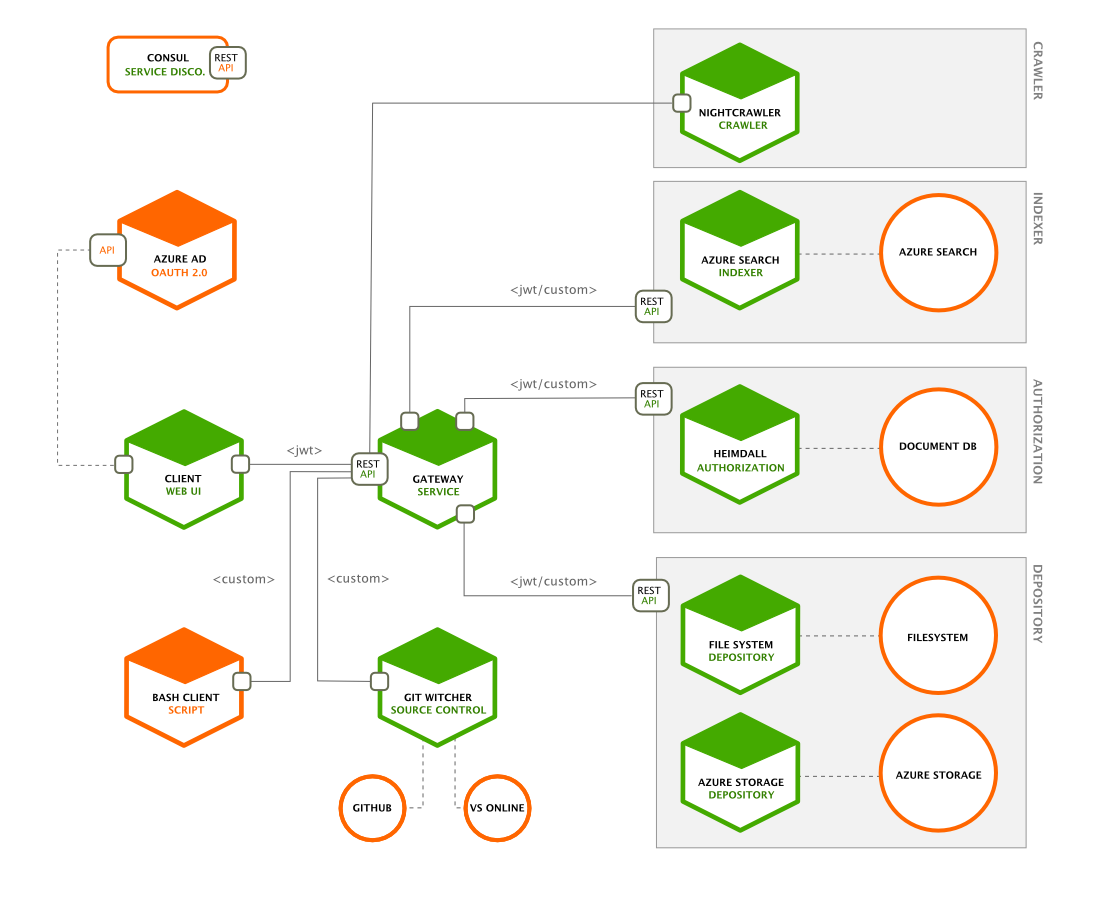 CONSUL
SERVICE DISCO.
REST
API
NIGHTCRAWLER
CRAWLER
CRAWLER
API
AZURE AD
OAUTH 2.0
AZURE SEARCH
INDEXER
AZURE SEARCH
INDEXER
<jwt/custom>
REST
API
<jwt/custom>
REST
API
HEIMDALL
AUTHORIZATION
DOCUMENT DB
AUTHORIZATION
CLIENT
WEB UI
<jwt>
REST
API
GATEWAY
SERVICE
<custom>
<custom>
<jwt/custom>
REST
API
FILE SYSTEM
DEPOSITORY
FILESYSTEM
DEPOSITORY
BASH CLIENT
SCRIPT
GIT WITCHER
SOURCE CONTROL
AZURE STORAGE
DEPOSITORY
AZURE STORAGE
GITHUB
VS ONLINE